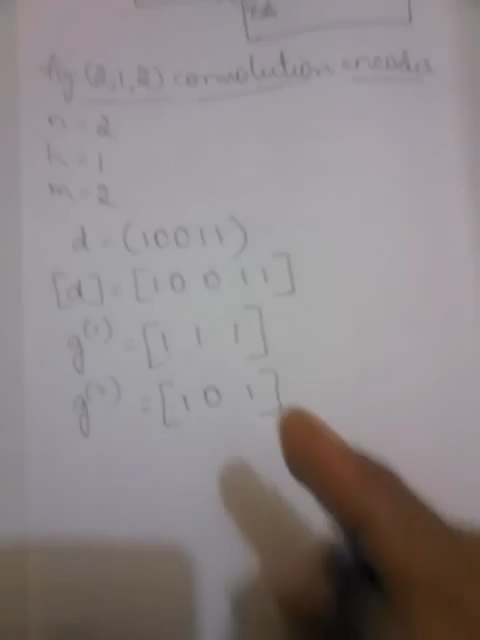 fig (2,1,2) convolution encoder
n = 2
k = 1
m = 2
d = (10011)
[d] = [1 0 0 1 1]
g⁽¹⁾ = [1 1 1]
g⁽²⁾ = [1 0 1]